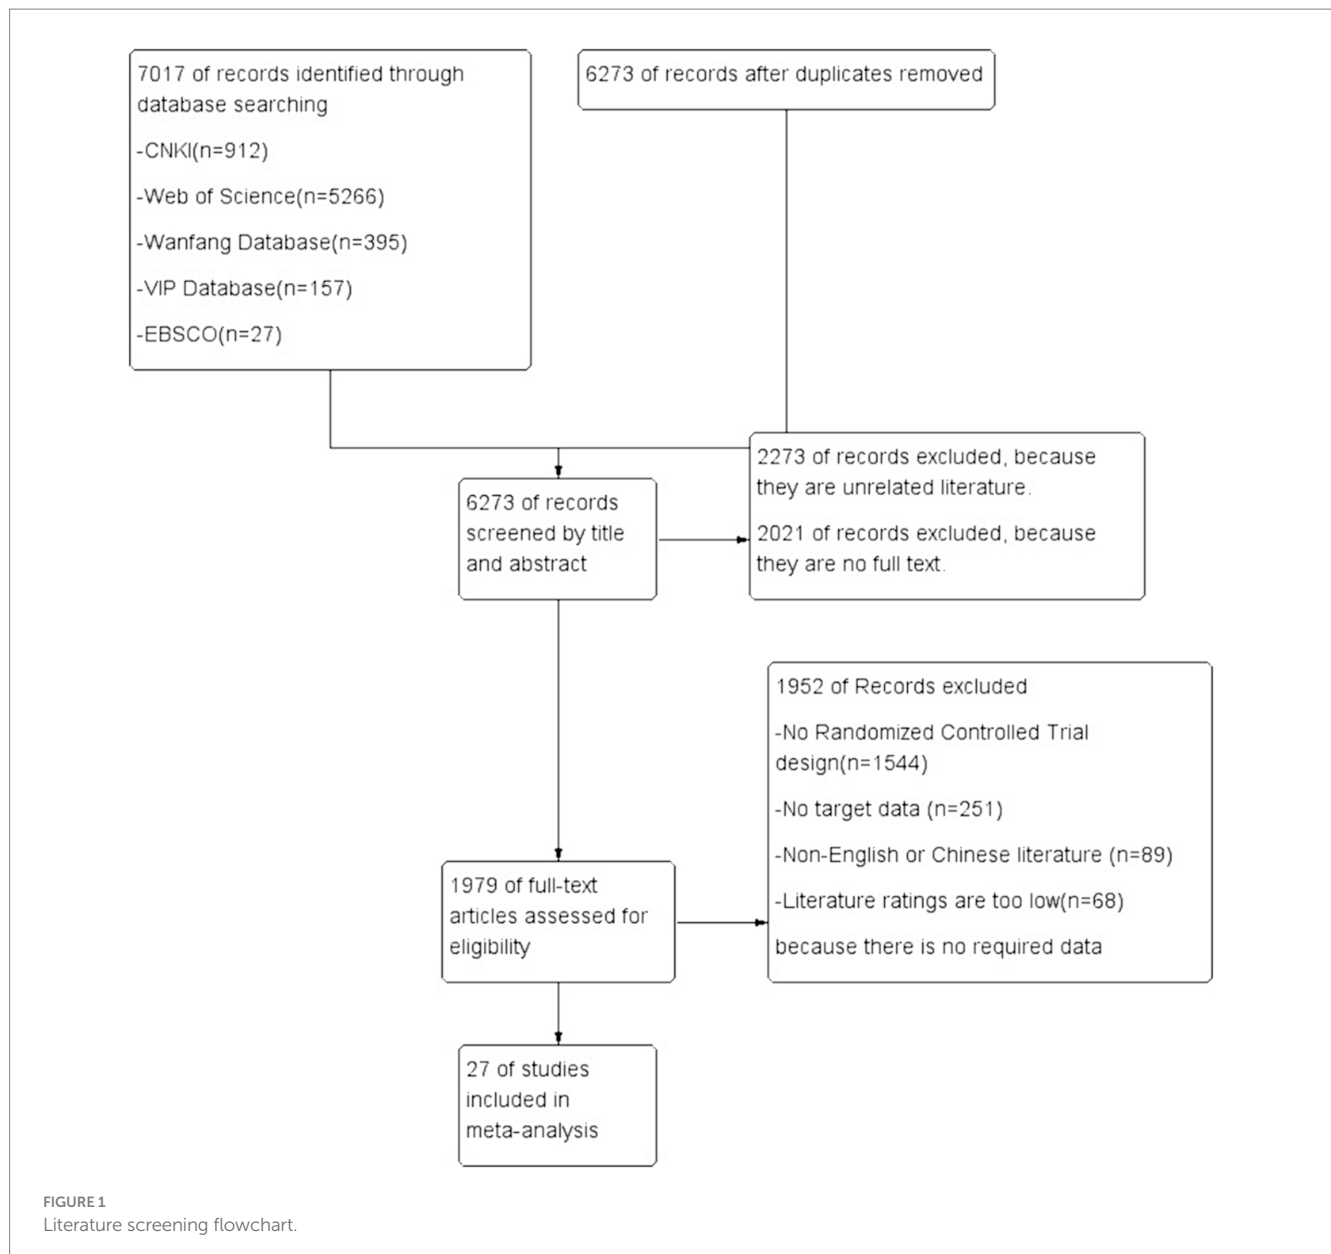 7017 of records identified through
database searching
-CNKI(n=912)
-Web of Science(n=5266)
-Wanfang Database(n=395)
-VIP Database(n=157)
-EBSCO(n=27)
6273 of records after duplicates removed
2273 of records excluded, because
they are unrelated literature.
2021 of records excluded, because
they are no full text.
6273 of records
screened by title
and abstract
1952 of Records excluded
-No Randomized Controlled Trial
design(n=1544)
-No target data (n=251)
-Non-English or Chinese literature (n=89)
-Literature ratings are too low(n=68)
because there is no required data
1979 of full-text
articles assessed for
eligibility
27 of studies
included in
meta-analysis
FIGURE 1
Literature screening flowchart.